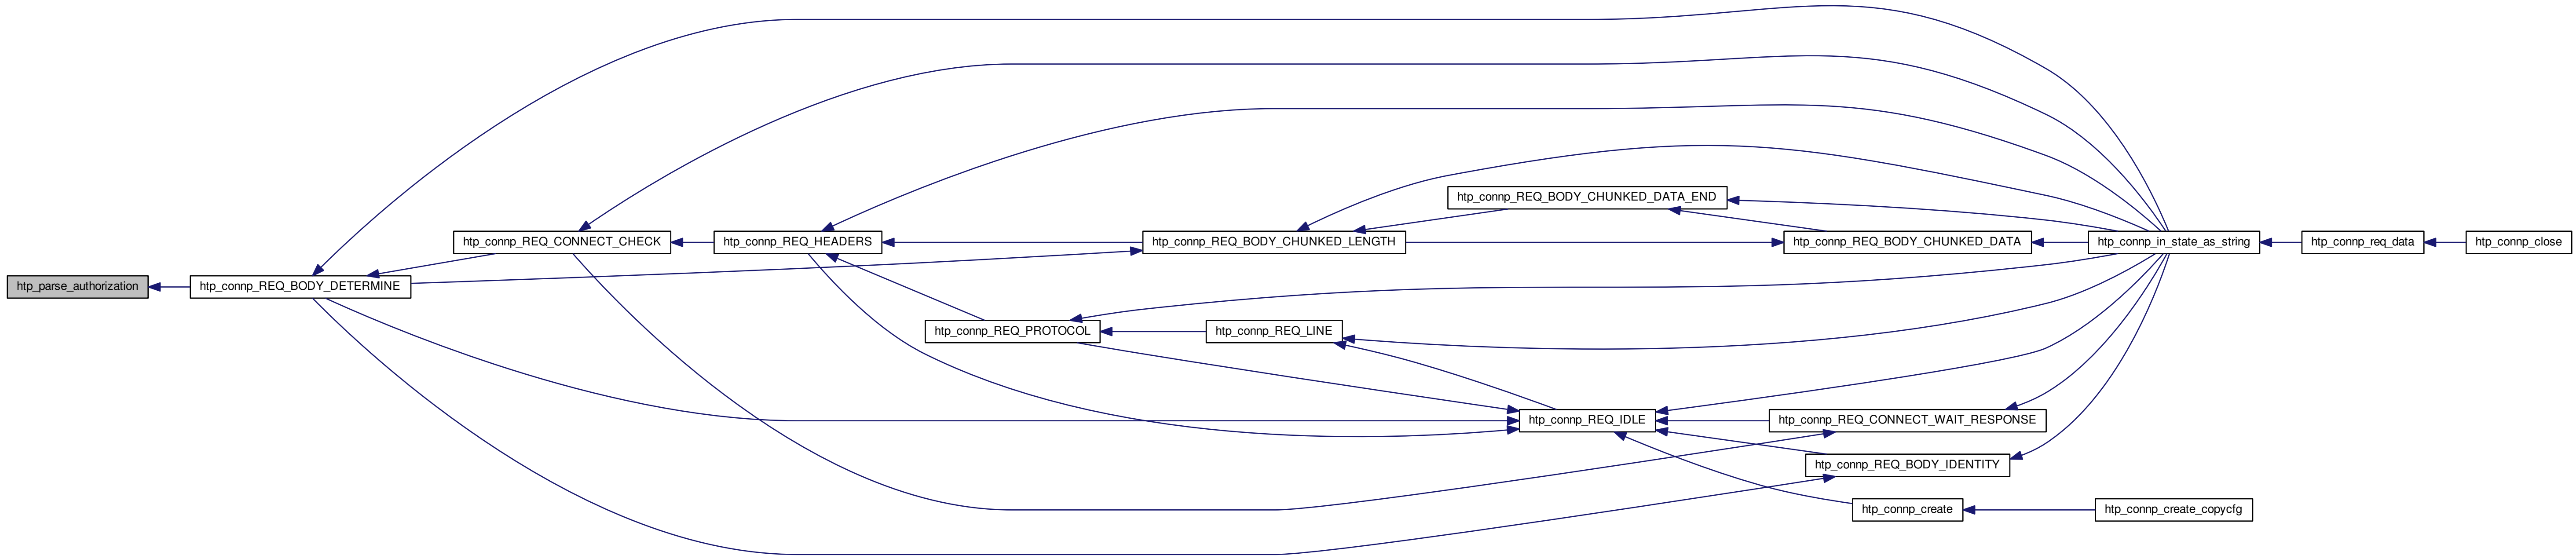 htp_parse_authorization
htp_connp_REQ_BODY_DETERMINE
htp_connp_REQ_CONNECT_CHECK
htp_connp_REQ_HEADERS
htp_connp_REQ_PROTOCOL
htp_connp_REQ_BODY_CHUNKED_LENGTH
htp_connp_REQ_LINE
htp_connp_REQ_BODY_CHUNKED_DATA_END
htp_connp_REQ_IDLE
htp_connp_REQ_BODY_CHUNKED_DATA
htp_connp_REQ_CONNECT_WAIT_RESPONSE
htp_connp_REQ_BODY_IDENTITY
htp_connp_create
htp_connp_in_state_as_string
htp_connp_create_copycfg
htp_connp_req_data
htp_connp_close